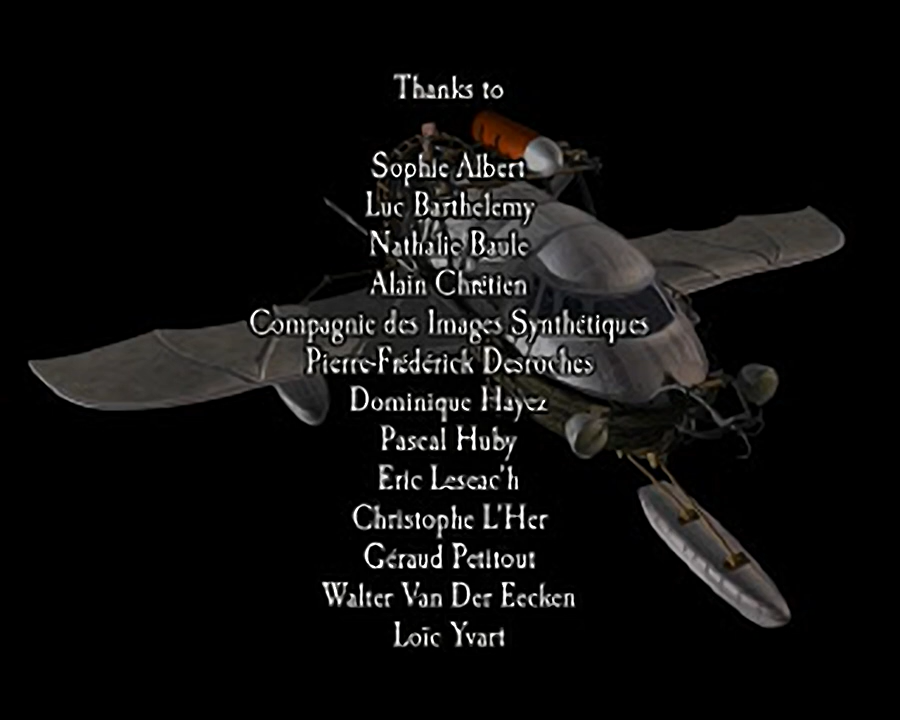 Thanks to
Sophie Albert
Luc Barthelemy
Nathalie Baule
Alain Chrétien
Compagnie des Images Synthétiques
Pierre-Frédérick Desroches
Dominique Hayez
Pascal Huby
Eric Leseac'h
Christophe L'Her
Géraud Petitout
Walter Van Der Eecken
Loïc Yvart